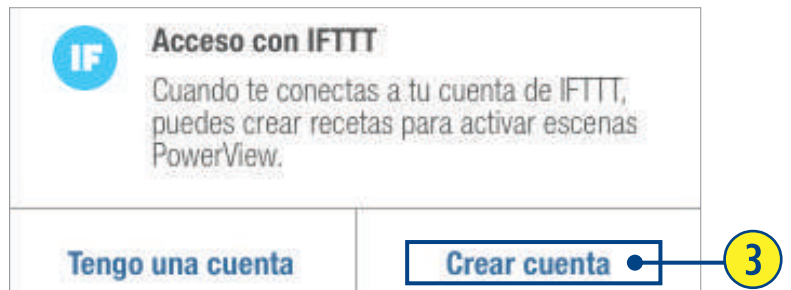 IF
Acceso con IFTTT
Cuando te conectas a tu cuenta de IFTTT,
puedes crear recetas para activar escenas
PowerView.
Tengo una cuenta
Crear cuenta
3